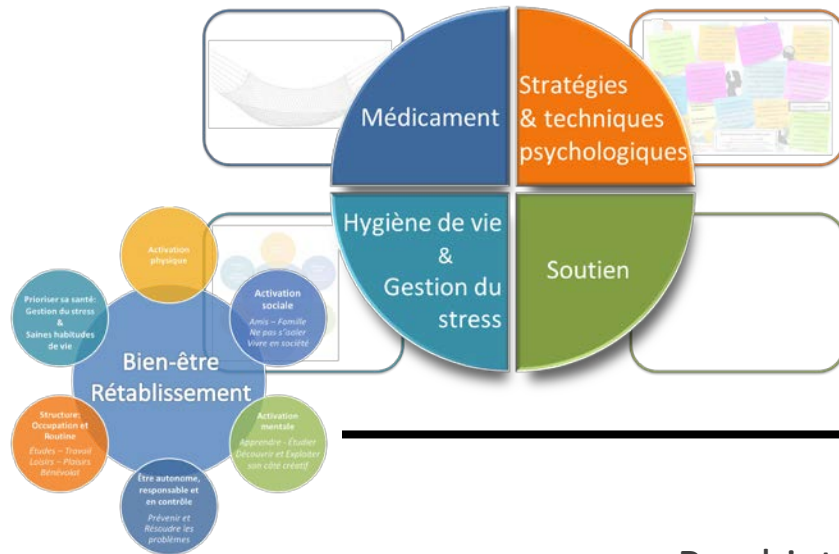 Médicament
Stratégies
& techniques
psychologiques
Hygiène de vie
&
Gestion du
stress
Soutien
Activation
physique
Prioriser sa santé:
Gestion du stress
&
Saines habitudes
de vie
Activation
sociale
Amis – Famille
Ne pas s'isoler
Vivre en société
Bien-être
Rétablissement
Structure:
Occupation et
Routine
Études – Travail
Loisirs – Plaisirs
Bénévolat
Activation
mentale
Apprendre - Étudier
Découvrir et Exploiter
son côté créatif
Être autonome,
responsable et
en contrôle
Prévenir et
Résoudre les
problèmes